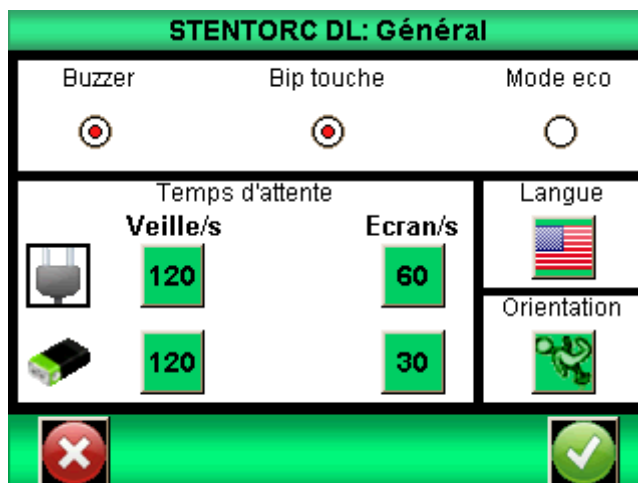 STENTORC DL: Général
Buzzer Bip touche Mode eco
Temps d'attente Langue
Veille/s Ecran/s
120 60
Orientation
120 30